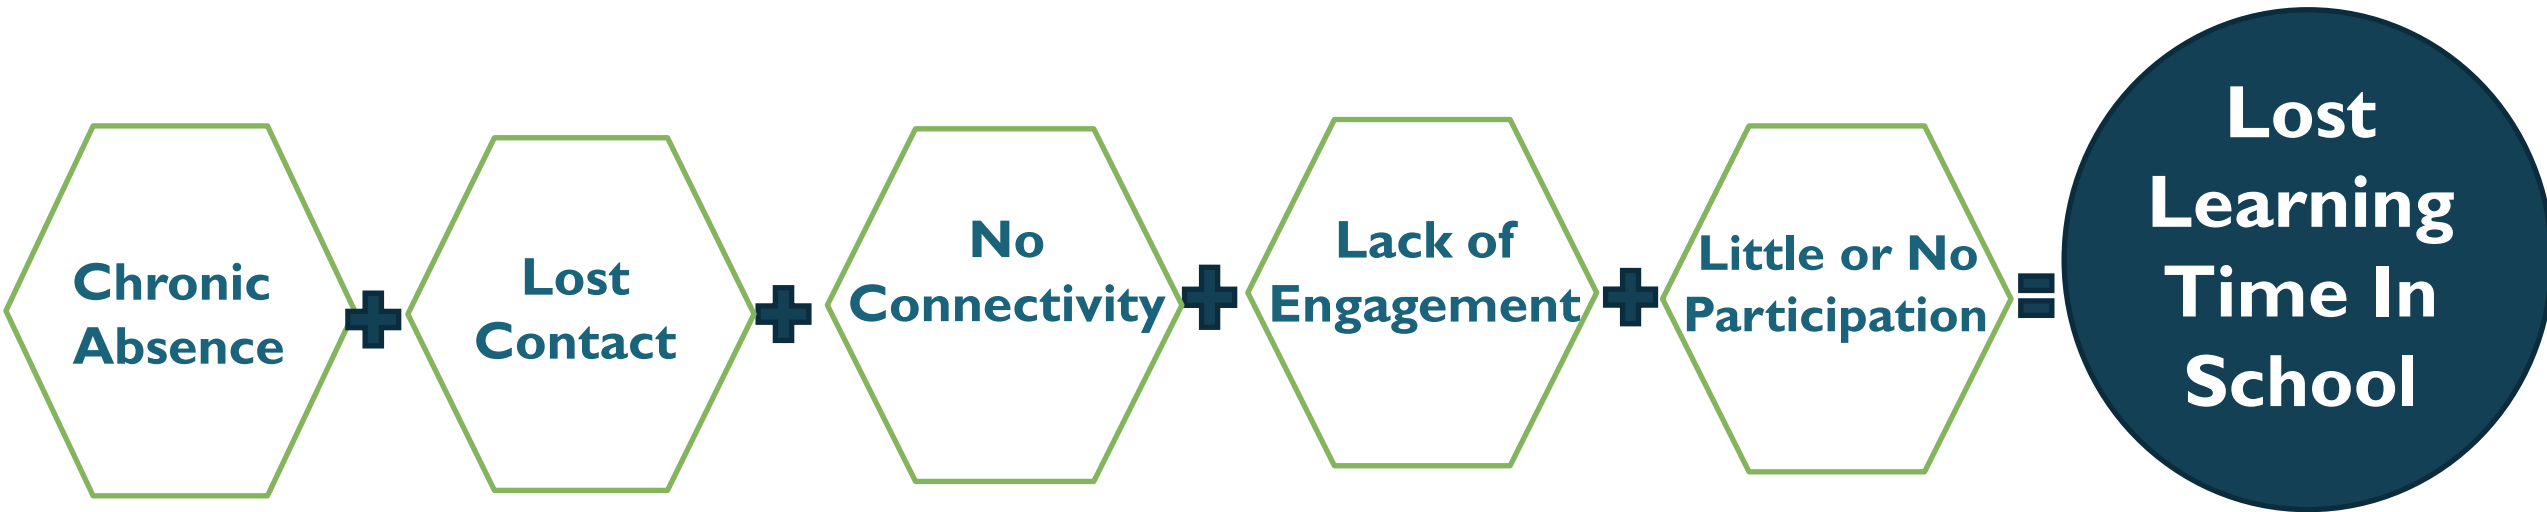 Chronic
Absence
Lost
Contact
No
Connectivity
Lack of
Engagement
Little or No
Participation
Lost
Learning
Time In
School